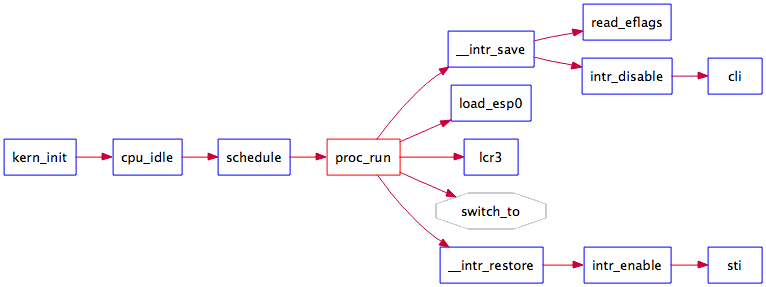 kern_init
cpu_idle
schedule
proc_run
__intr_save
read_eflags
intr_disable
cli
load_esp0
lcr3
switch_to
__intr_restore
intr_enable
sti